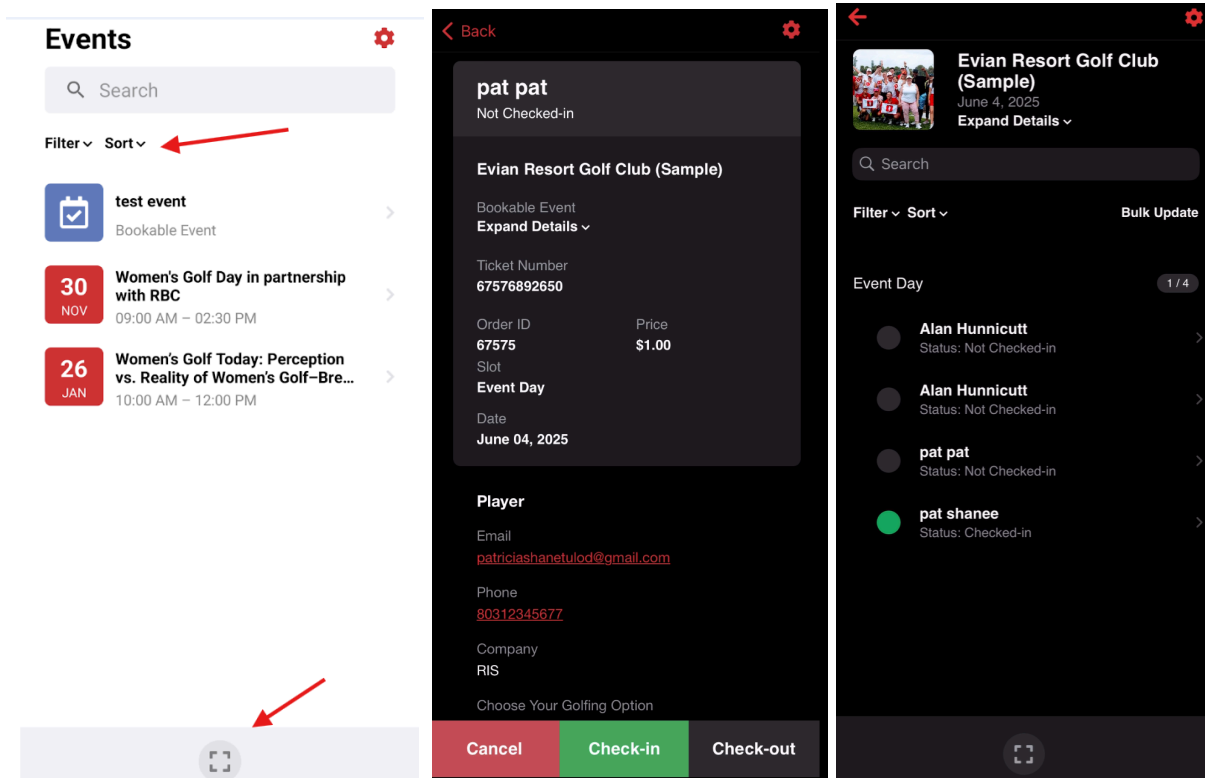 Events
Search
Filter Sort
test event
Bookable Event
30
NOV
Women's Golf Day in partnership
with RBC
09:00 AM – 02:30 PM
26
JAN
Women's Golf Today: Perception
vs. Reality of Women's Golf–Bre...
10:00 AM – 12:00 PM
Back
pat pat
Not Checked-in
Evian Resort Golf Club (Sample)
Bookable Event
Expand Details
Ticket Number
67576892650
Order ID Price
67575 $1.00
Slot
Event Day
Date
June 04, 2025
Player
Email
patriciashanetulod@gmail.com
Phone
80312345677
Company
RIS
Choose Your Golfing Option
Cancel Check-in Check-out
Evian Resort Golf Club
(Sample)
June 4, 2025
Expand Details
Search
Filter Sort Bulk Update
Event Day 1 / 4
Alan Hunnicutt
Status: Not Checked-in
Alan Hunnicutt
Status: Not Checked-in
pat pat
Status: Not Checked-in
pat shanee
Status: Checked-in